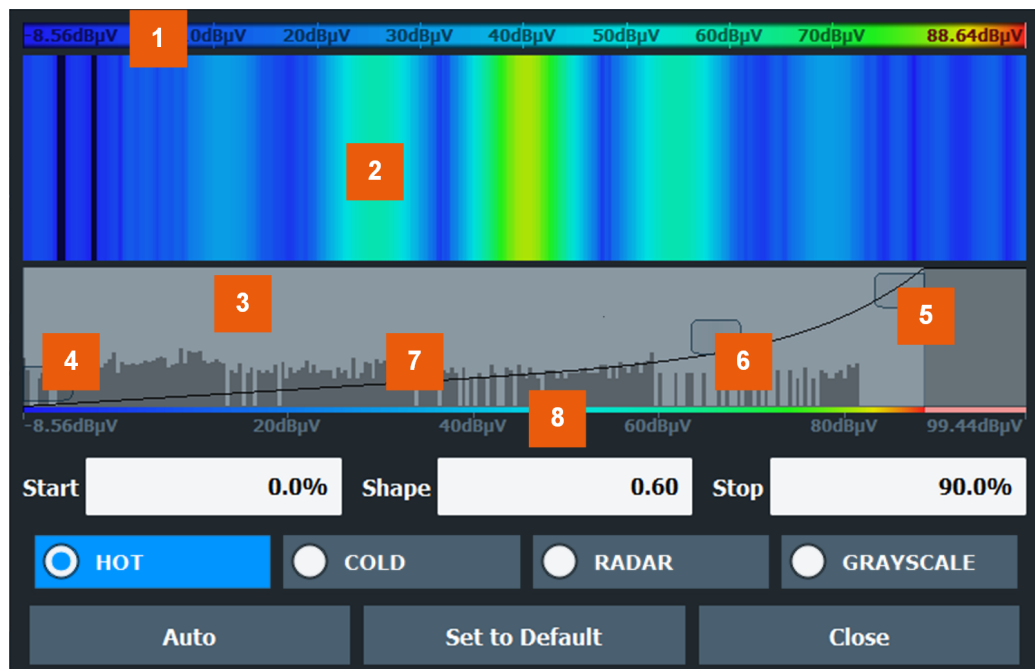 -8.56dBµV 1 0dBµV 20dBµV 30dBµV 40dBµV 50dBµV 60dBµV 70dBµV 88.64dBµV
2
3
4
7
6
5
8
-8.56dBµV 20dBµV 40dBµV 60dBµV 80dBµV 99.44dBµV
Start 0.0% Shape 0.60 Stop 90.0%
HOT COLD RADAR GRAYSCALE
Auto Set to Default Close